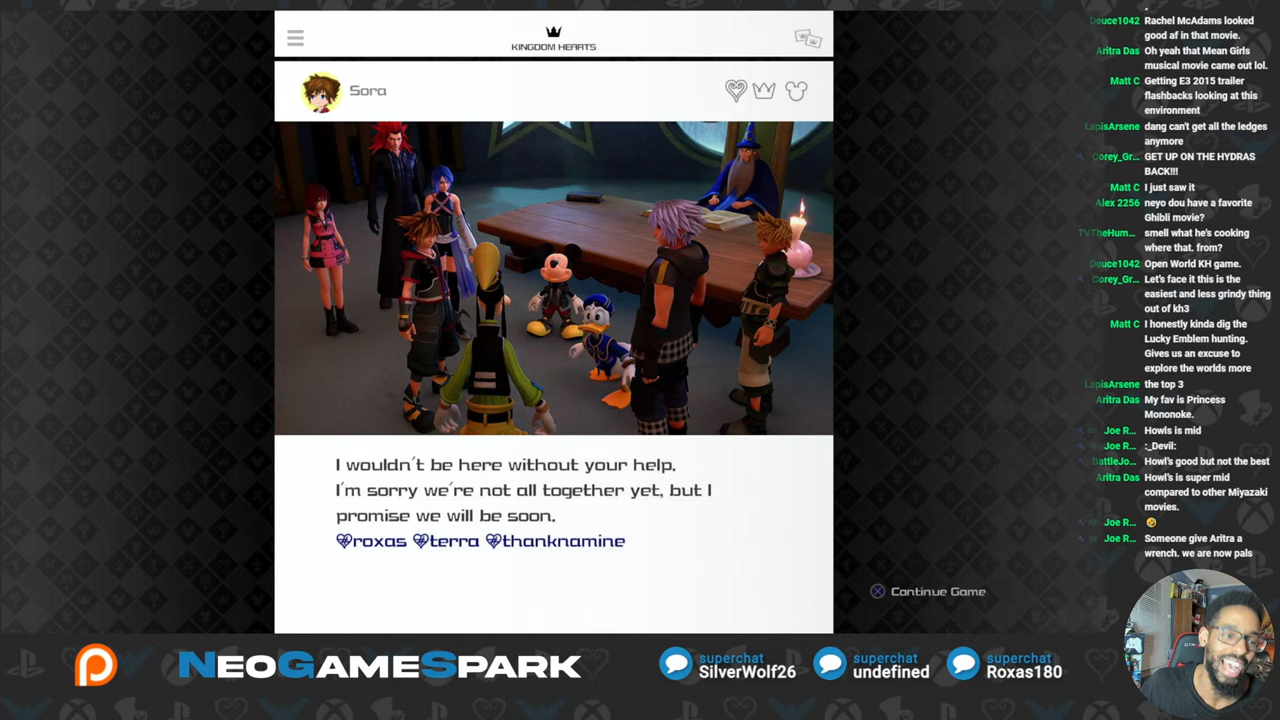 KINGDOM HEARTS
Sora
I wouldn't be here without your help.
I'm sorry we're not all together yet, but I
promise we will be soon.
roxas terra thanknamine
Continue Game
Deuce1042 Rachel McAdams looked
good af in that movie.
Aritra Das Oh yeah that Mean Girls
musical movie came out lol.
Matt C Getting E3 2015 trailer
flashbacks looking at this
environment
LapisArsene dang can't get all the ledges
anymore
Corey_Gr... GET UP ON THE HYDRAS
BACK!!!
Matt C I just saw it
Alex 2256 neyo dou have a favorite
Ghibli movie?
TVTheHum... smell what he's cooking
where that. from?
Deuce1042 Open World KH game.
Corey_Gr... Let's face it this is the
easiest and less grindy thing
out of kh3
Matt C I honestly kinda dig the
Lucky Emblem hunting.
Gives us an excuse to
explore the worlds more
LapisArsene the top 3
Aritra Das My fav is Princess
Mononoke.
Joe R... Howls is mid
Joe R... :_Devil:
BattleJo... Howl's good but not the best
Aritra Das Howl's is super mid
compared to other Miyazaki
movies.
Joe R... 🤣
Joe R... Someone give Aritra a
wrench. we are now pals
NEOGAMESPARK
superchat
SilverWolf26
superchat
undefined
superchat
Roxas180